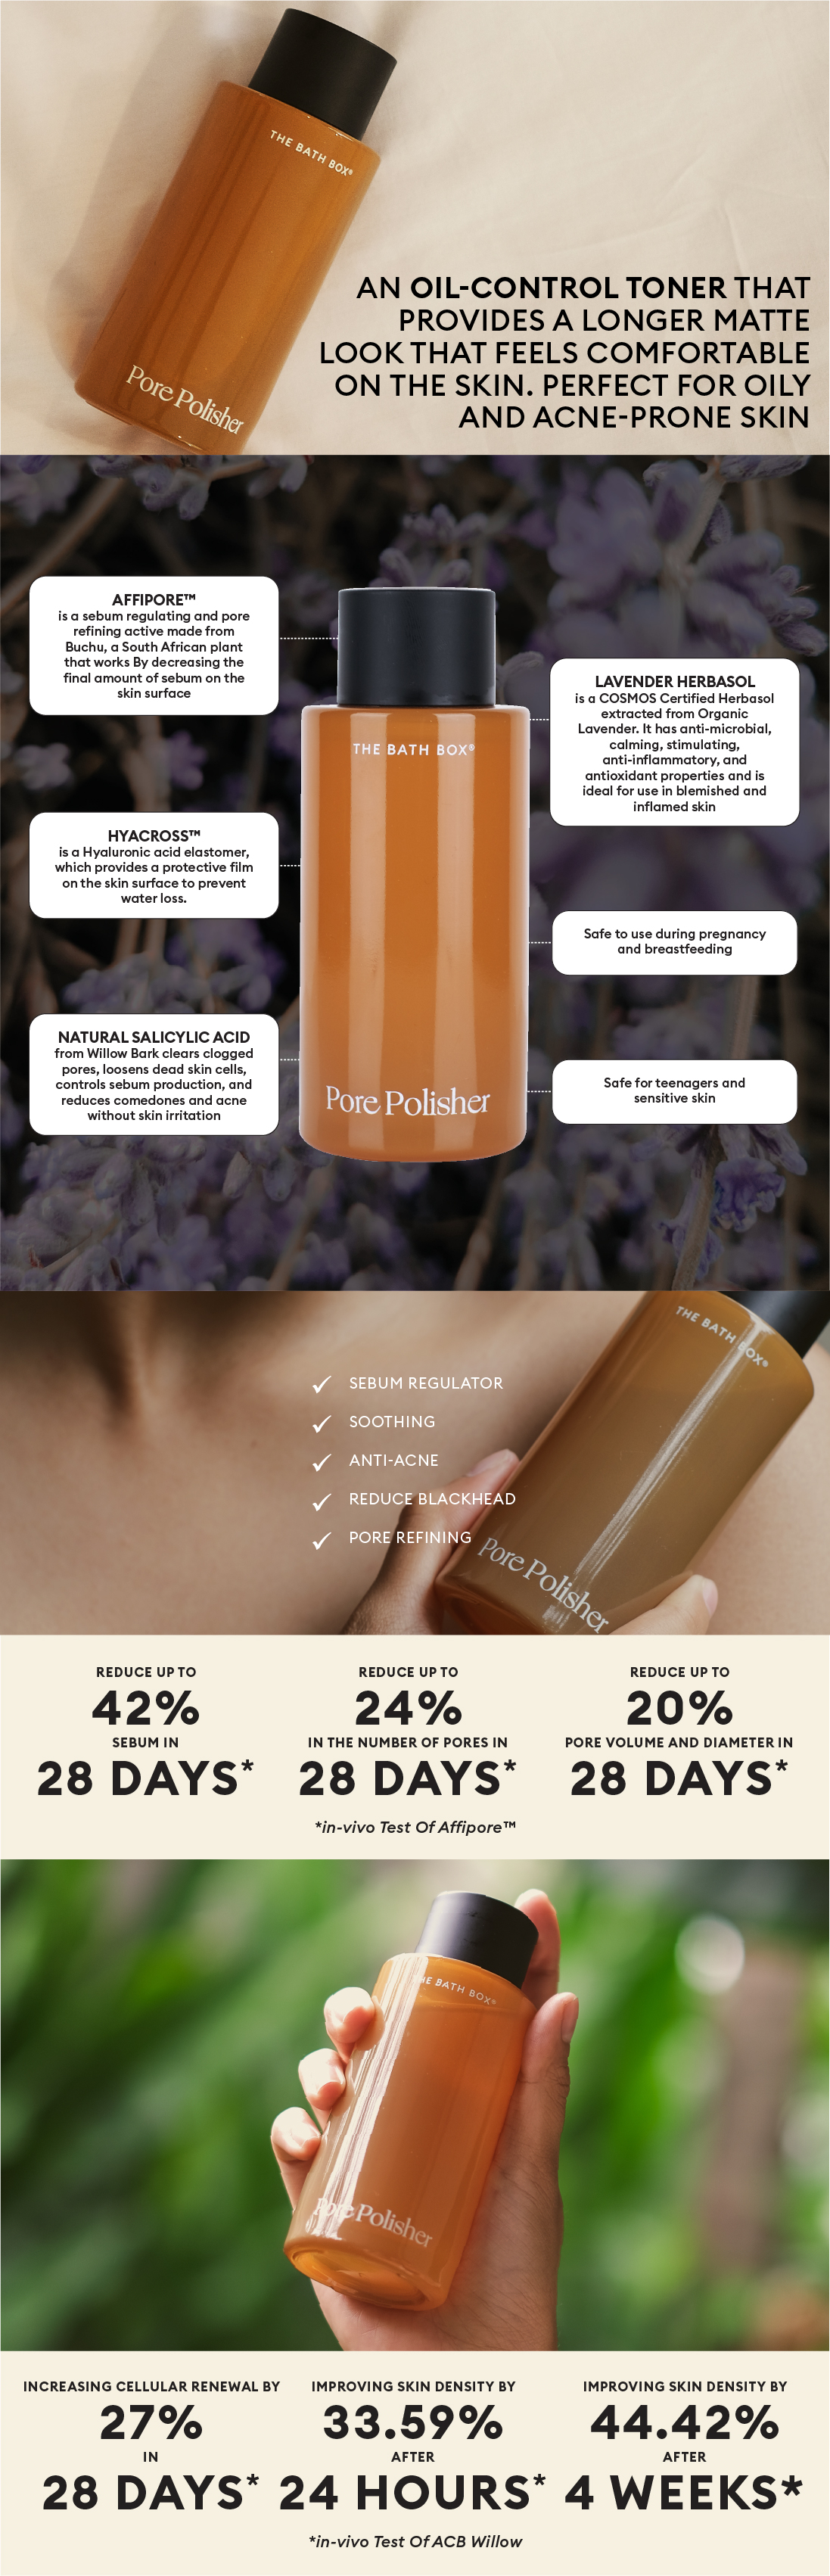 THE BATH BOX®
Pore Polisher
AN OIL-CONTROL TONER THAT
PROVIDES A LONGER MATTE
LOOK THAT FEELS COMFORTABLE
ON THE SKIN. PERFECT FOR OILY
AND ACNE-PRONE SKIN
AFFIPORE™
is a sebum regulating and pore
refining active made from
Buchu, a South African plant
that works By decreasing the
final amount of sebum on the
skin surface
HYACROSS™
is a Hyaluronic acid elastomer,
which provides a protective film
on the skin surface to prevent
water loss.
NATURAL SALICYLIC ACID
from Willow Bark clears clogged
pores, loosens dead skin cells,
controls sebum production, and
reduces comedones and acne
without skin irritation
THE BATH BOX®
Pore Polisher
LAVENDER HERBASOL
is a COSMOS Certified Herbasol
extracted from Organic
Lavender. It has anti-microbial,
calming, stimulating,
anti-inflammatory, and
antioxidant properties and is
ideal for use in blemished and
inflamed skin
Safe to use during pregnancy
and breastfeeding
Safe for teenagers and
sensitive skin
THE BATH BOX®
SEBUM REGULATOR
SOOTHING
ANTI-ACNE
REDUCE BLACKHEAD
PORE REFINING
Pore Polisher
REDUCE UP TO
42%
SEBUM IN
28 DAYS*
REDUCE UP TO
24%
IN THE NUMBER OF PORES IN
28 DAYS*
REDUCE UP TO
20%
PORE VOLUME AND DIAMETER IN
28 DAYS*
*in-vivo Test Of Affipore™
THE BATH BOX®
Pore Polisher
INCREASING CELLULAR RENEWAL BY
27%
IN
28 DAYS*
IMPROVING SKIN DENSITY BY
33.59%
AFTER
24 HOURS*
IMPROVING SKIN DENSITY BY
44.42%
AFTER
4 WEEKS*
*in-vivo Test Of ACB Willow